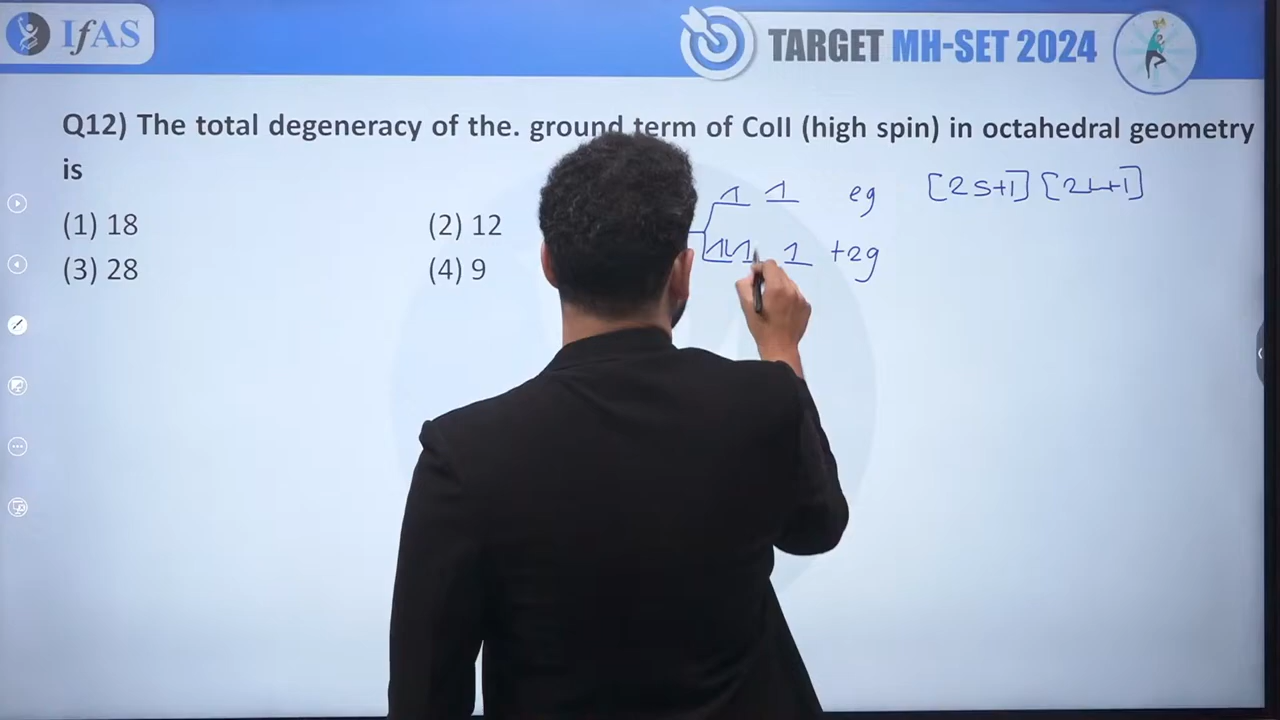 IfAS
TARGET MH-SET 2024
Q12) The total degeneracy of the. ground term of CoII (high spin) in octahedral geometry
is
(1) 18
(2) 12
(3) 28
(4) 9
1 1 eg [2S+1] [2L+1]
1 t2g